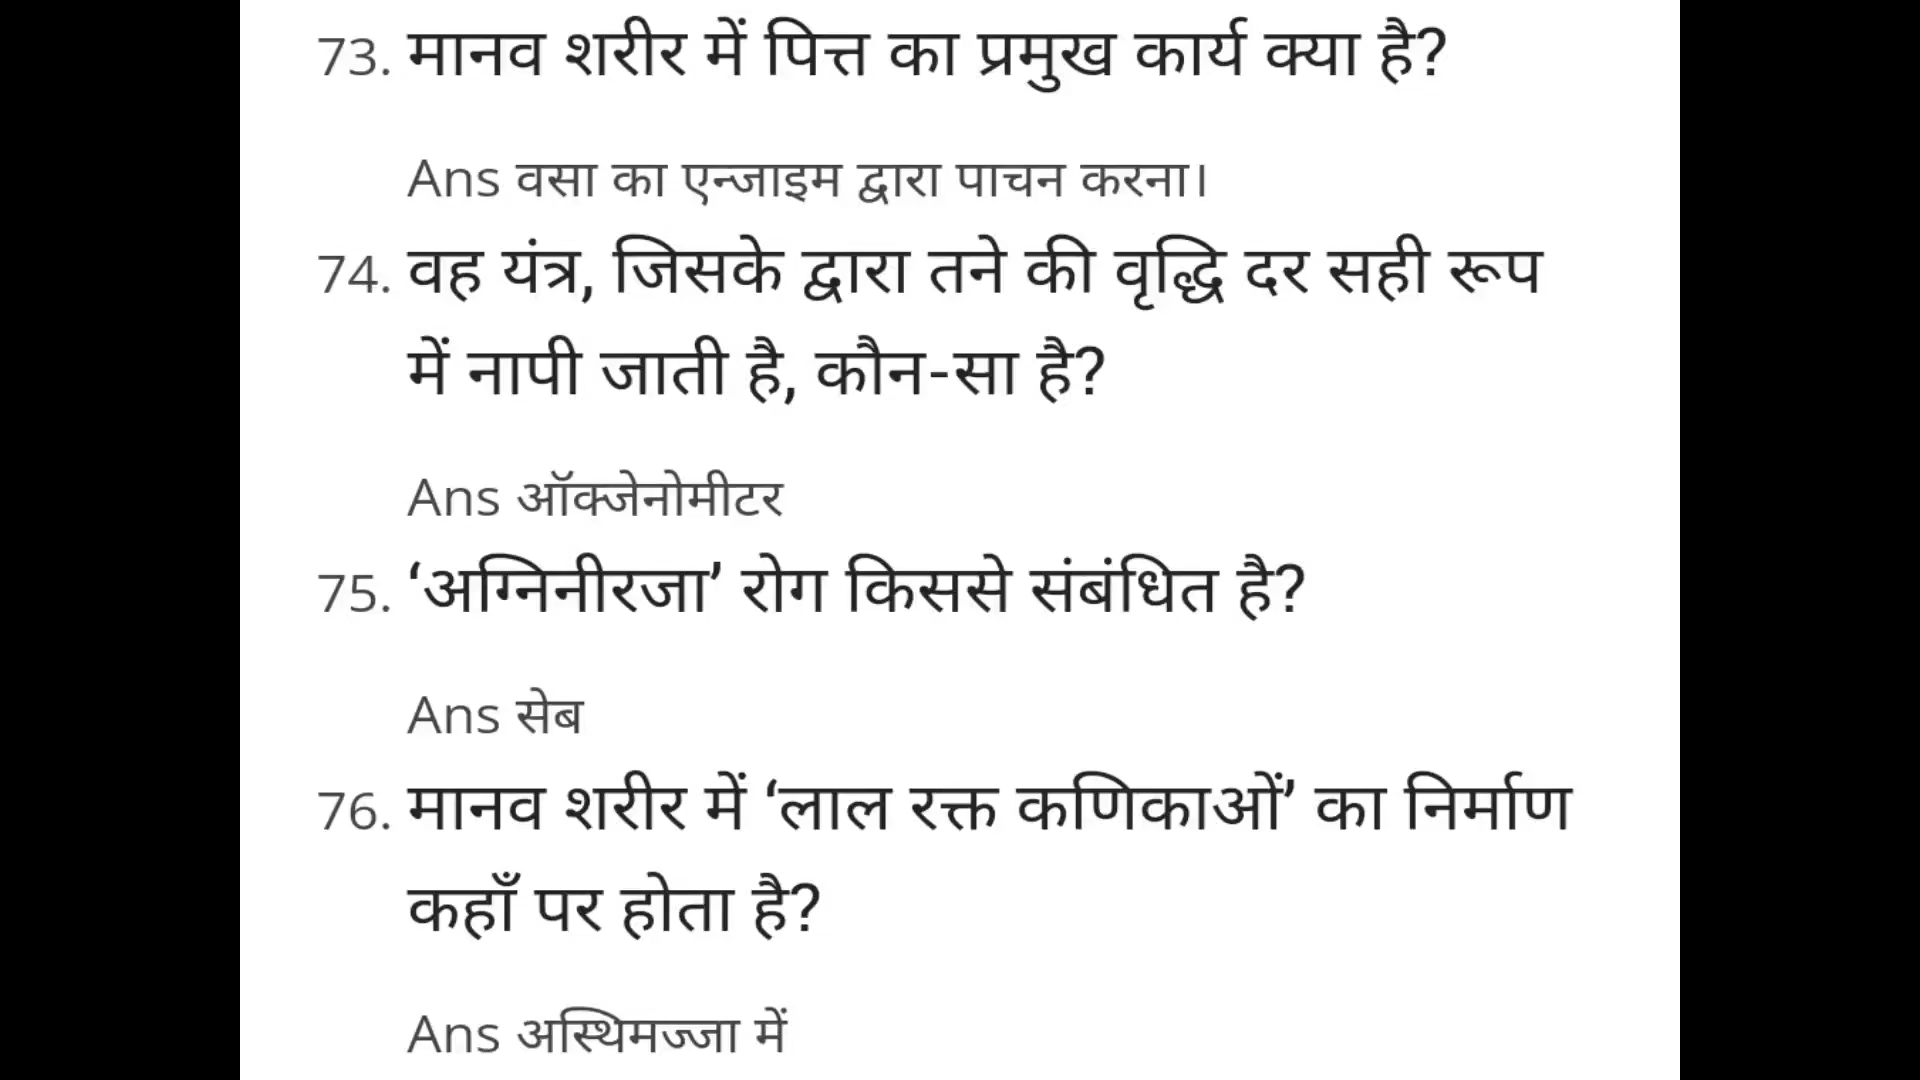 73. मानव शरीर में पित्त का प्रमुख कार्य क्या है?
Ans वसा का एन्जाइम द्वारा पाचन करना।
74. वह यंत्र, जिसके द्वारा तने की वृद्धि दर सही रूप
में नापी जाती है, कौन-सा है?
Ans ऑक्जेनोमीटर
75. ‘अग्निनीरजा’ रोग किससे संबंधित है?
Ans सेब
76. मानव शरीर में ‘लाल रक्त कणिकाओं’ का निर्माण
कहाँ पर होता है?
Ans अस्थिमज्जा में